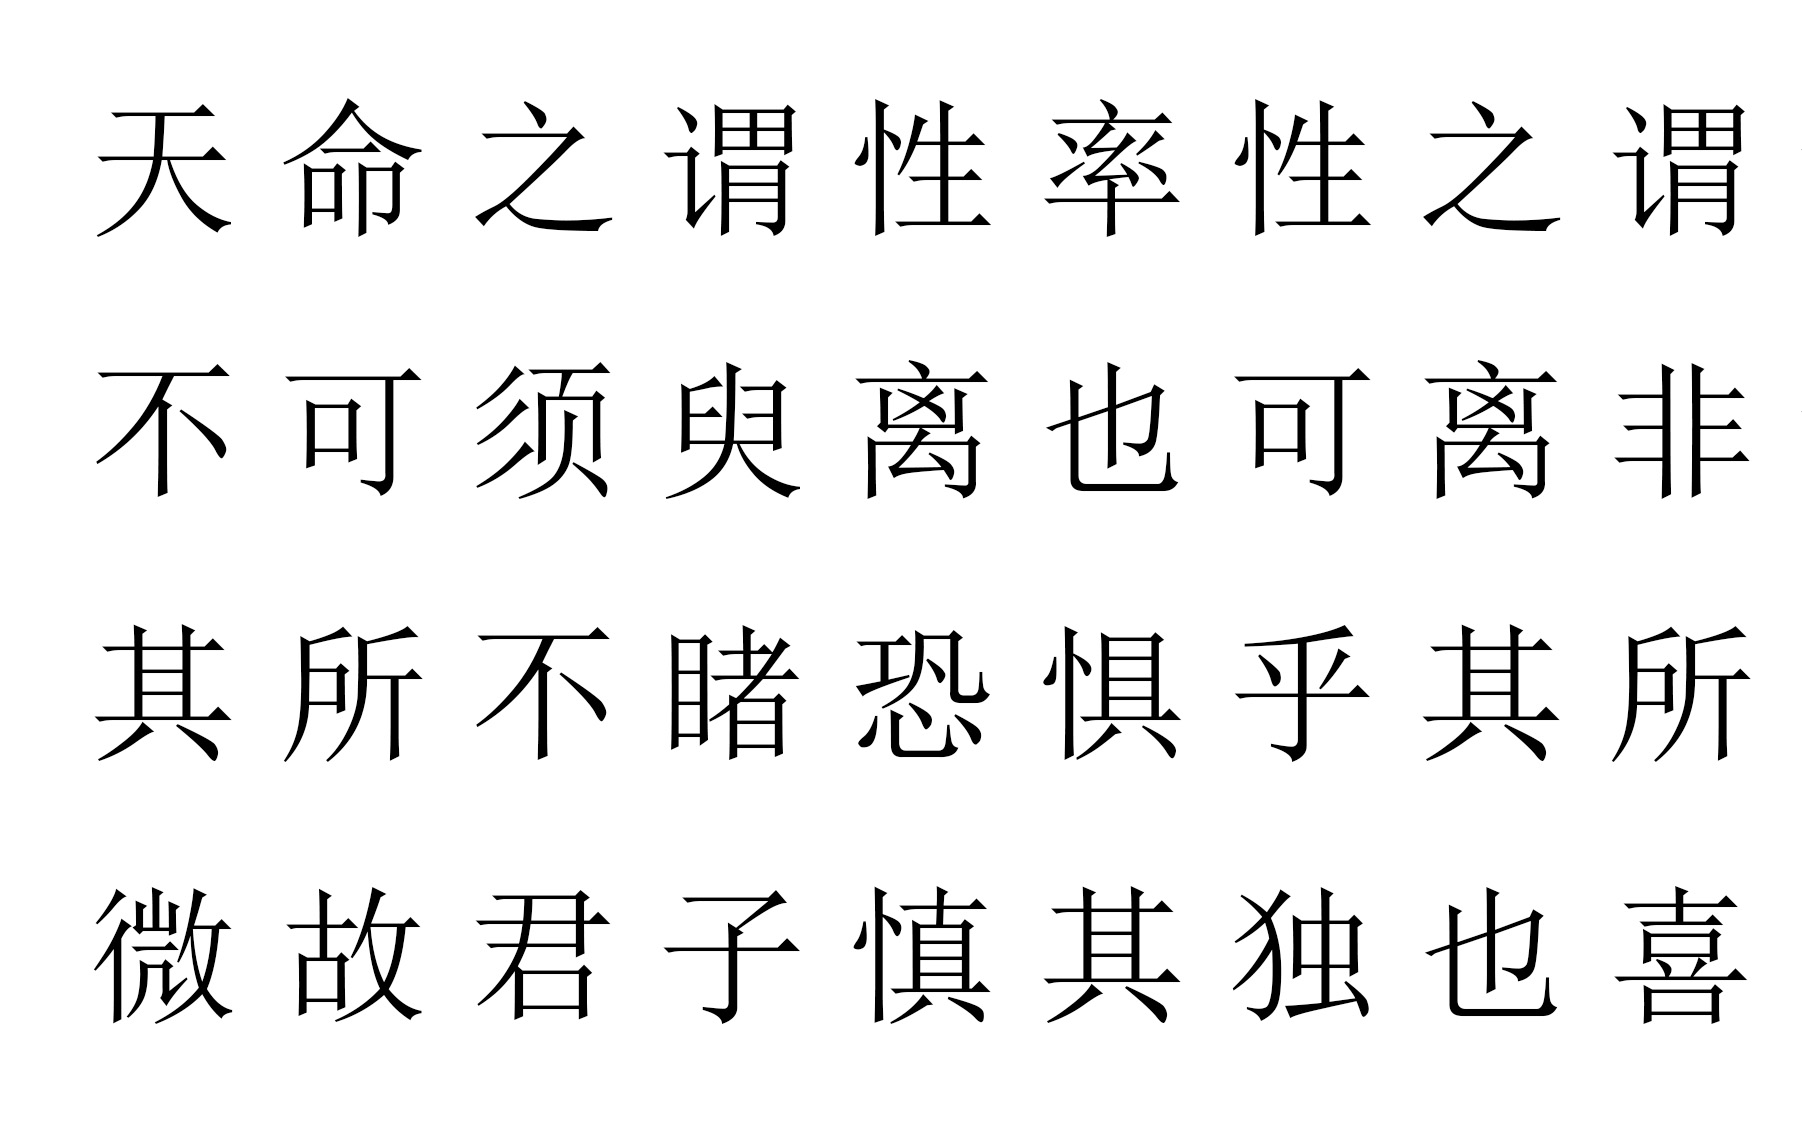 天命之谓性率性之谓
不可须臾离也可离非
其所不睹恐惧乎其所
微故君子慎其独也喜